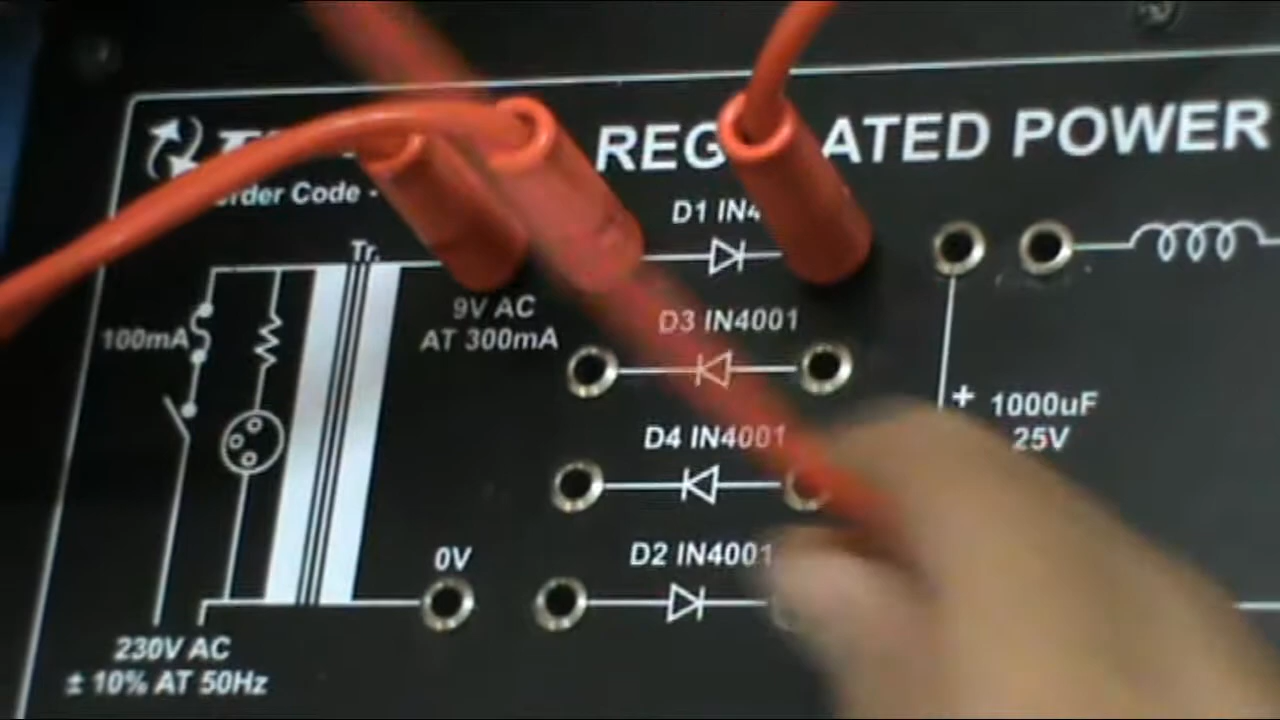 REG ATED POWER
Order Code -
D1 IN4
Tr.
9V AC
AT 300mA
D3 IN4001
100mA
+ 1000uF
25V
D4 IN4001
0V
D2 IN4001
230V AC
± 10% AT 50Hz